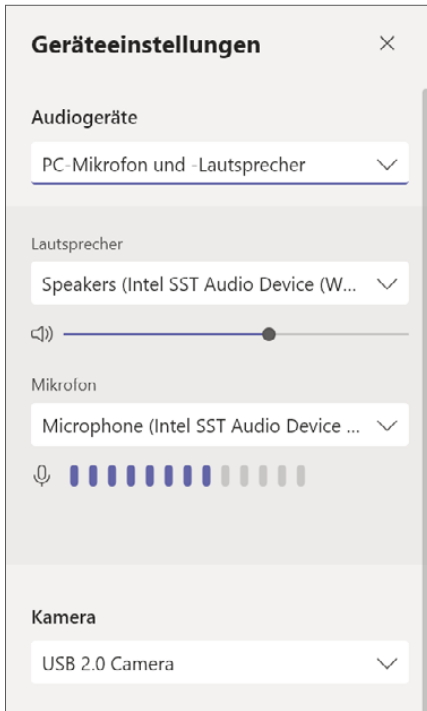 Geräteeinstellungen
Audiogeräte
PC-Mikrofon und -Lautsprecher
Lautsprecher
Speakers (Intel SST Audio Device (W...
Mikrofon
Microphone (Intel SST Audio Device ...
Kamera
USB 2.0 Camera